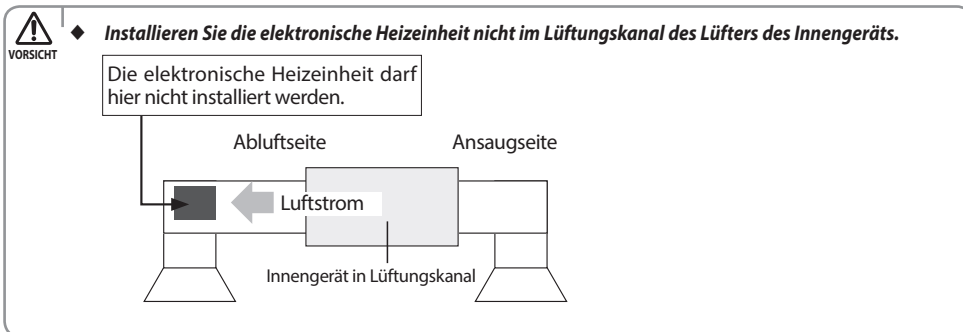 VORSICHT
◆ Installieren Sie die elektronische Heizeinheit nicht im Lüftungskanal des Lüfters des Innengeräts.
Die elektronische Heizeinheit darf
hier nicht installiert werden.
Abluftseite
Ansaugseite
Luftstrom
Innengerät in Lüftungskanal